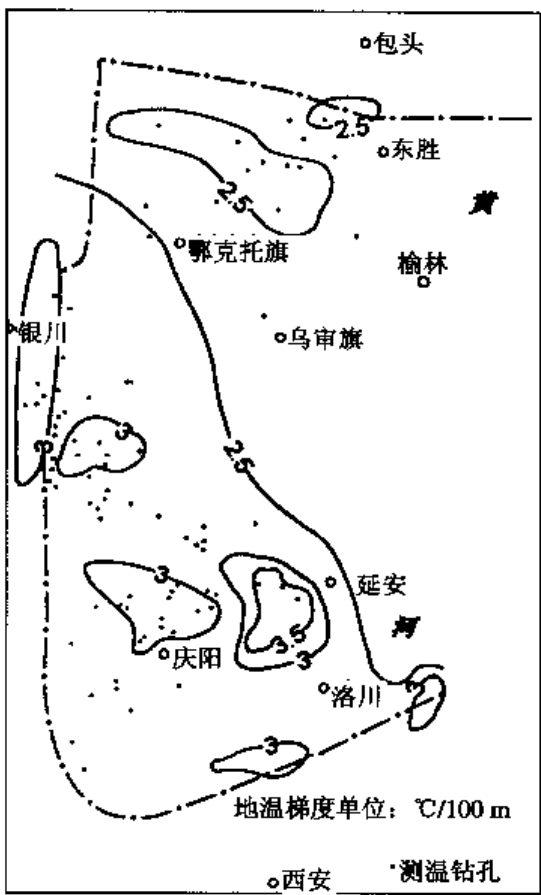 包头
2.5
东胜
2.5
黄
鄂克托旗
榆林
银川
乌审旗
3
3
2.5
3
延安
3.5
河
庆阳
3
洛川
2
3
地温梯度单位：℃/100 m
·测温钻孔
西安